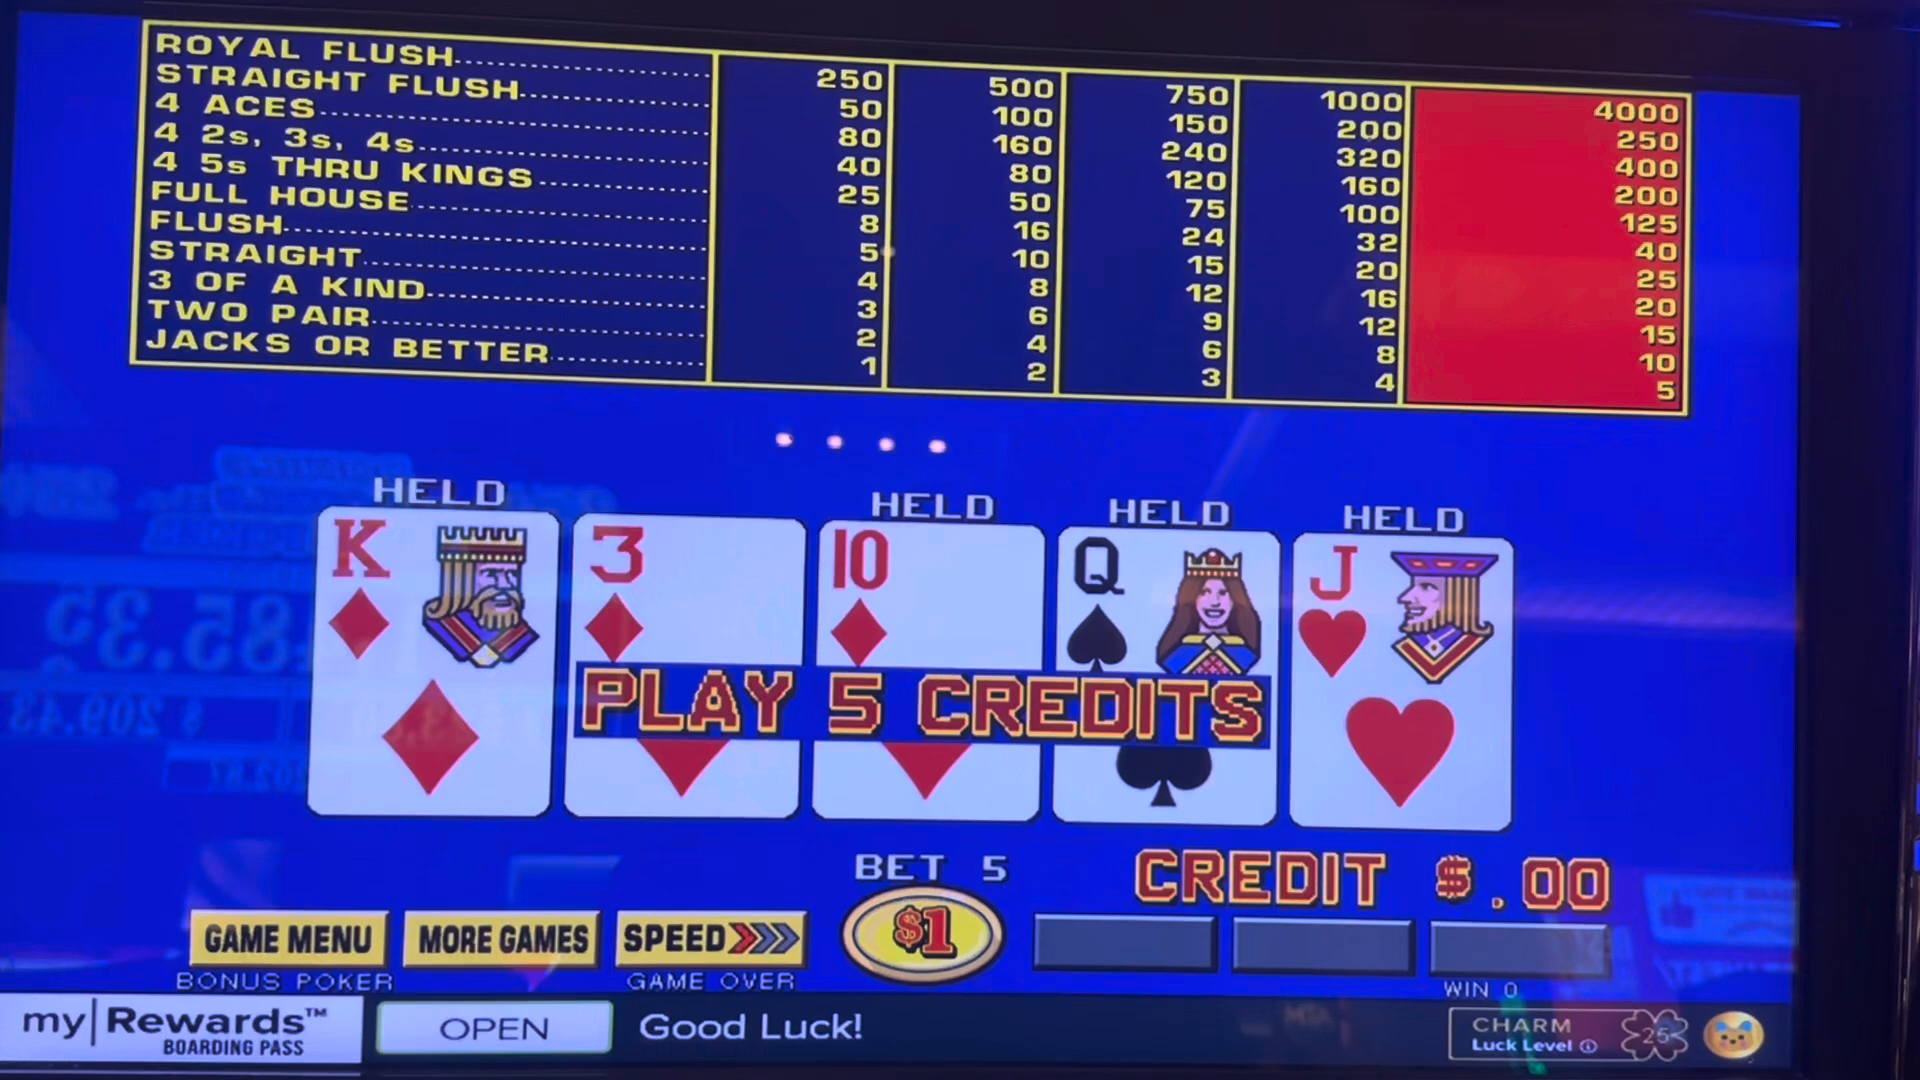 ROYAL FLUSH 250 500 750 1000 4000
STRAIGHT FLUSH 50 100 150 200 250
4 ACES 80 160 240 320 400
4 2s, 3s, 4s 40 80 120 160 200
4 5s THRU KINGS 25 50 75 100 125
FULL HOUSE 8 16 24 32 40
FLUSH 5 10 15 20 25
STRAIGHT 4 8 12 16 20
3 OF A KIND 3 6 9 12 15
TWO PAIR 2 4 6 8 10
JACKS OR BETTER 1 2 3 4 5
HELD HELD HELD HELD
K 3 10 Q J
PLAY 5 CREDITS
BET 5 CREDIT $.00
GAME MENU MORE GAMES SPEED $1
BONUS POKER GAME OVER WIN 0
my|Rewards™
BOARDING PASS
OPEN Good Luck!
CHARM
Luck Level
25